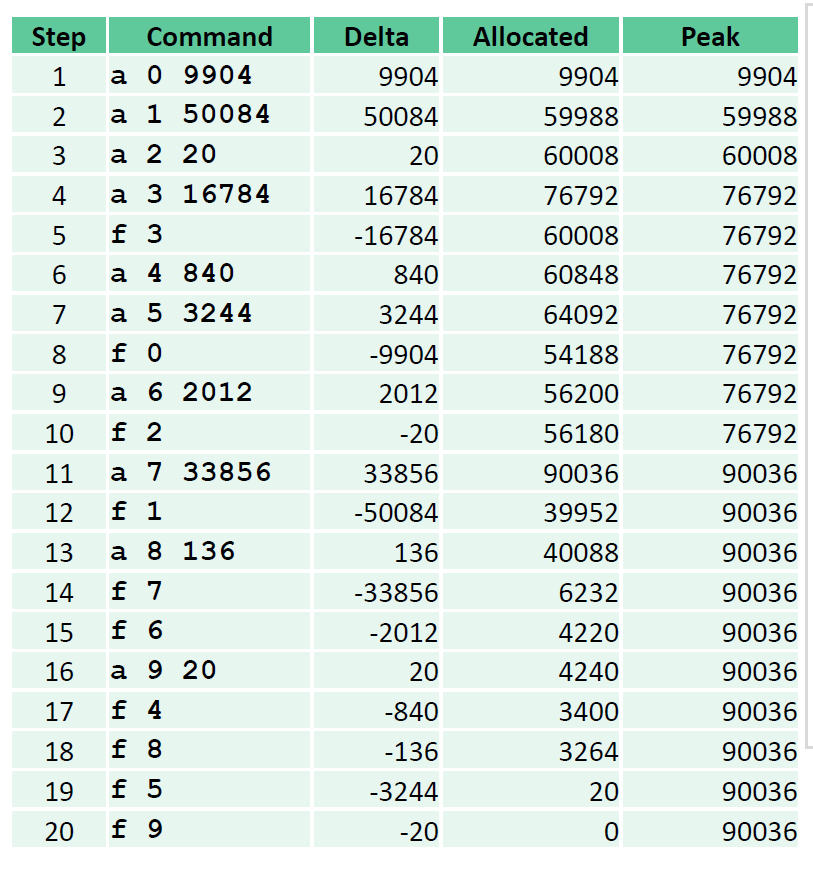 Step Command Delta Allocated Peak
1 a 0 9904 9904 9904 9904
2 a 1 50084 50084 59988 59988
3 a 2 20 20 60008 60008
4 a 3 16784 16784 76792 76792
5 f 3 -16784 60008 76792
6 a 4 840 840 60848 76792
7 a 5 3244 3244 64092 76792
8 f 0 -9904 54188 76792
9 a 6 2012 2012 56200 76792
10 f 2 -20 56180 76792
11 a 7 33856 33856 90036 90036
12 f 1 -50084 39952 90036
13 a 8 136 136 40088 90036
14 f 7 -33856 6232 90036
15 f 6 -2012 4220 90036
16 a 9 20 20 4240 90036
17 f 4 -840 3400 90036
18 f 8 -136 3264 90036
19 f 5 -3244 20 90036
20 f 9 -20 0 90036